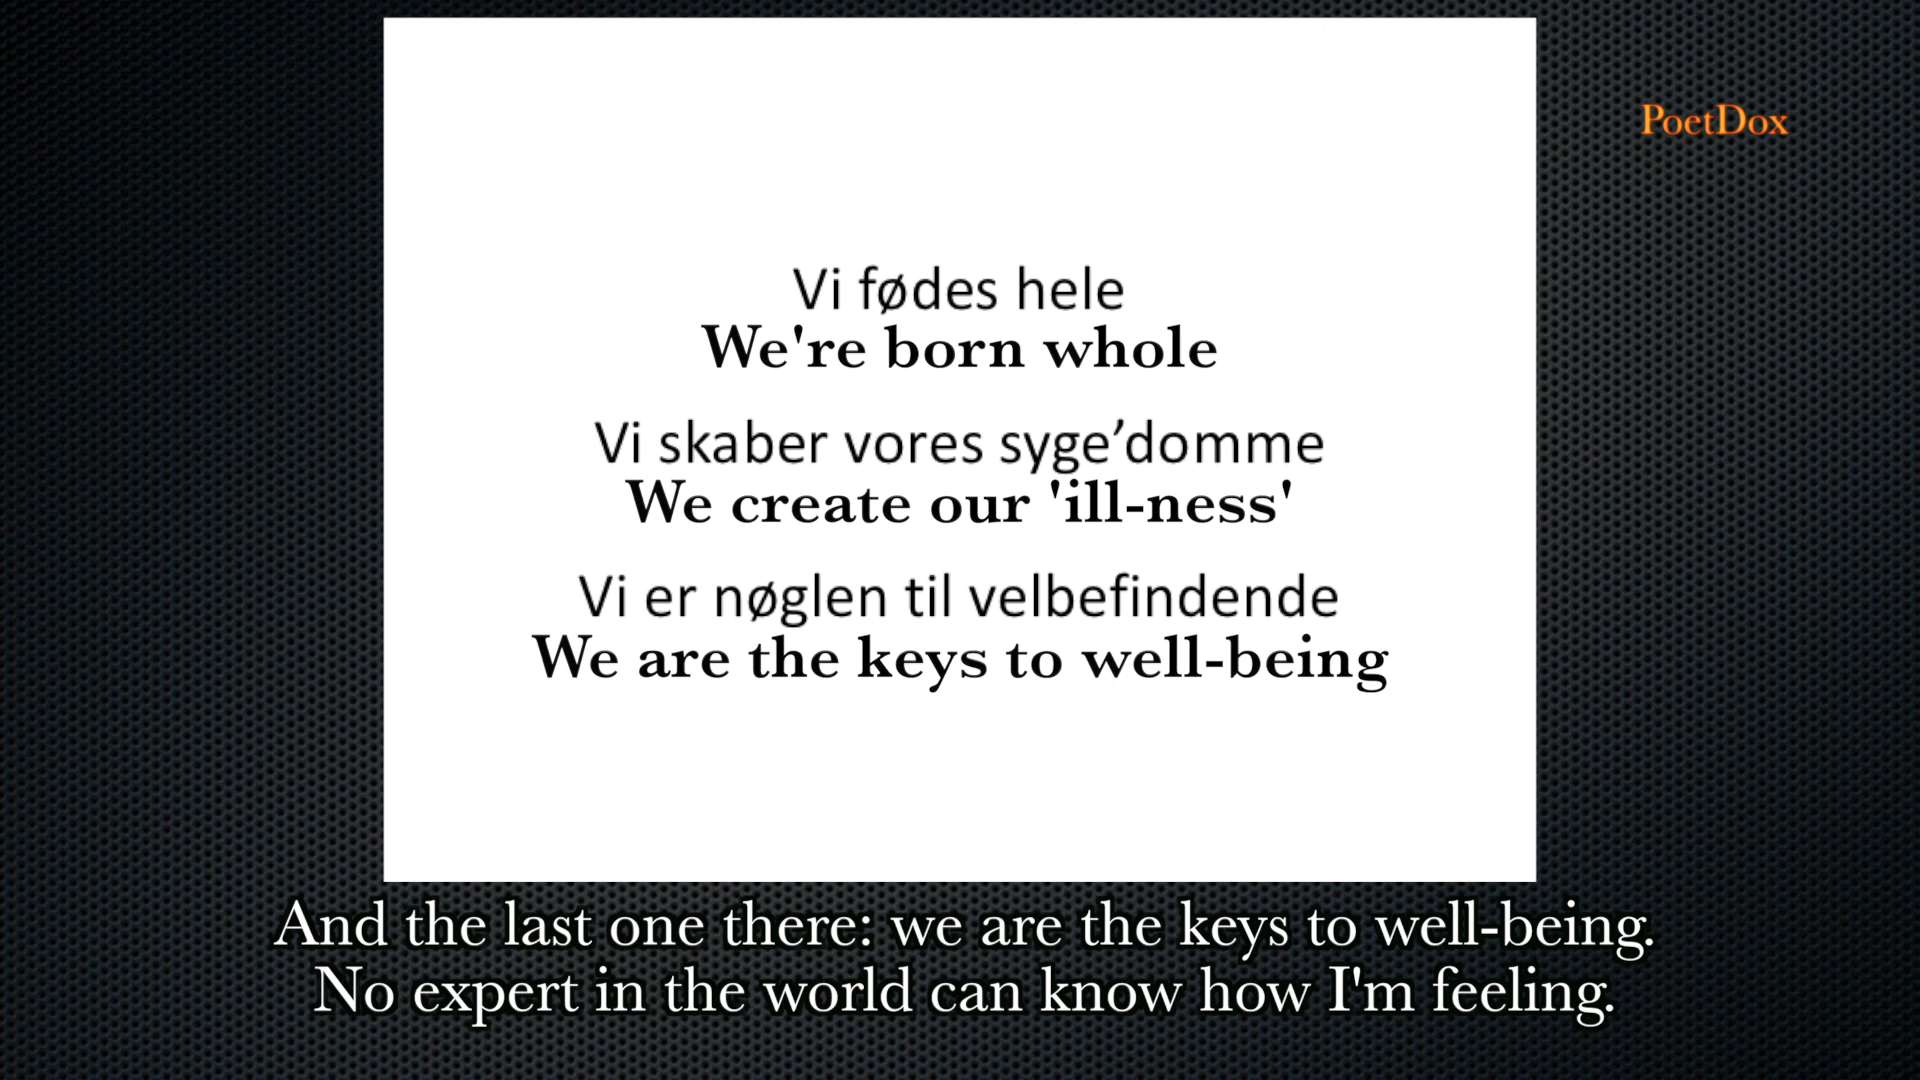 PoetDox
Vi fødes hele
We're born whole
Vi skaber vores syge’domme
We create our 'ill-ness'
Vi er nøglen til velbefindende
We are the keys to well-being
And the last one there: we are the keys to well-being.
No expert in the world can know how I'm feeling.